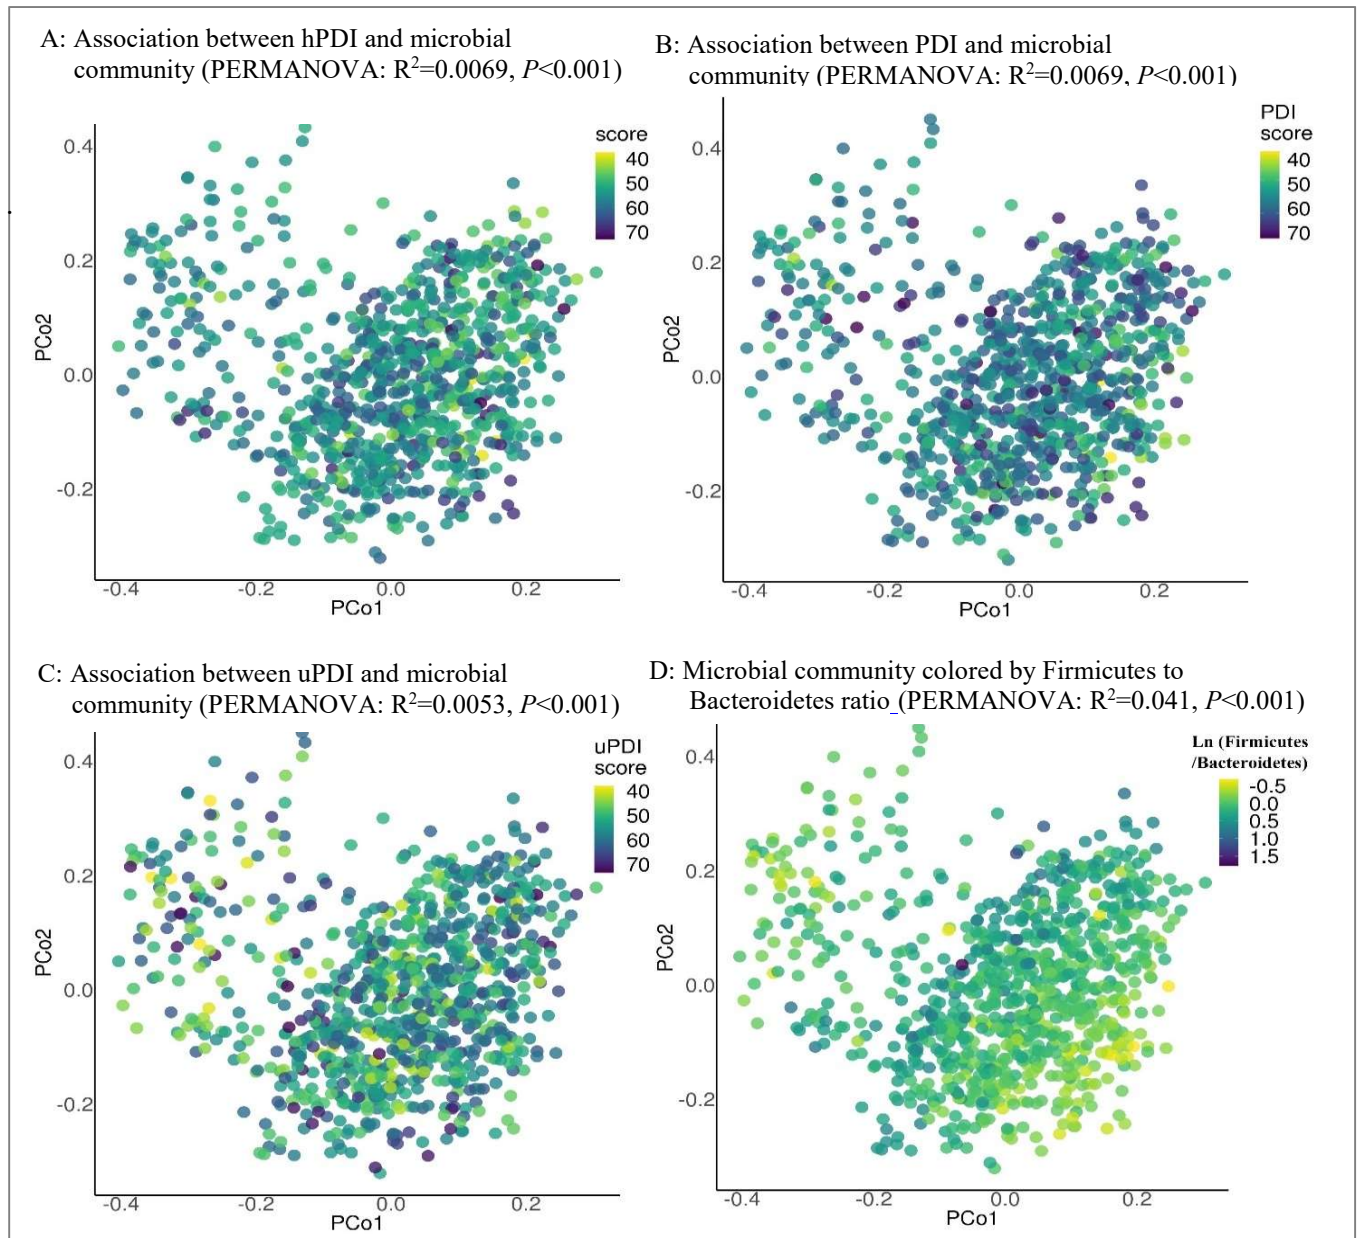 A: Association between hPDI and microbial
community (PERMANOVA: R²=0.0069, P<0.001)
score
40
50
60
70
0.4
0.2
0.0
-0.2
PCo2
-0.4
-0.2
0.0
0.2
PCo1
B: Association between PDI and microbial
community (PERMANOVA: R²=0.0069, P<0.001)
PDI
score
40
50
60
70
0.4
0.2
0.0
-0.2
PCo2
-0.4
-0.2
0.0
0.2
PCo1
C: Association between uPDI and microbial
community (PERMANOVA: R²=0.0053, P<0.001)
uPDI
score
40
50
60
70
0.4
0.2
0.0
-0.2
PCo2
-0.4
-0.2
0.0
0.2
PCo1
D: Microbial community colored by Firmicutes to
Bacteroidetes ratio (PERMANOVA: R²=0.041, P<0.001)
Ln (Firmicutes
/Bacteroidetes)
-0.5
0.0
0.5
1.0
1.5
0.4
0.2
0.0
-0.2
PCo2
-0.4
-0.2
0.0
0.2
PCo1